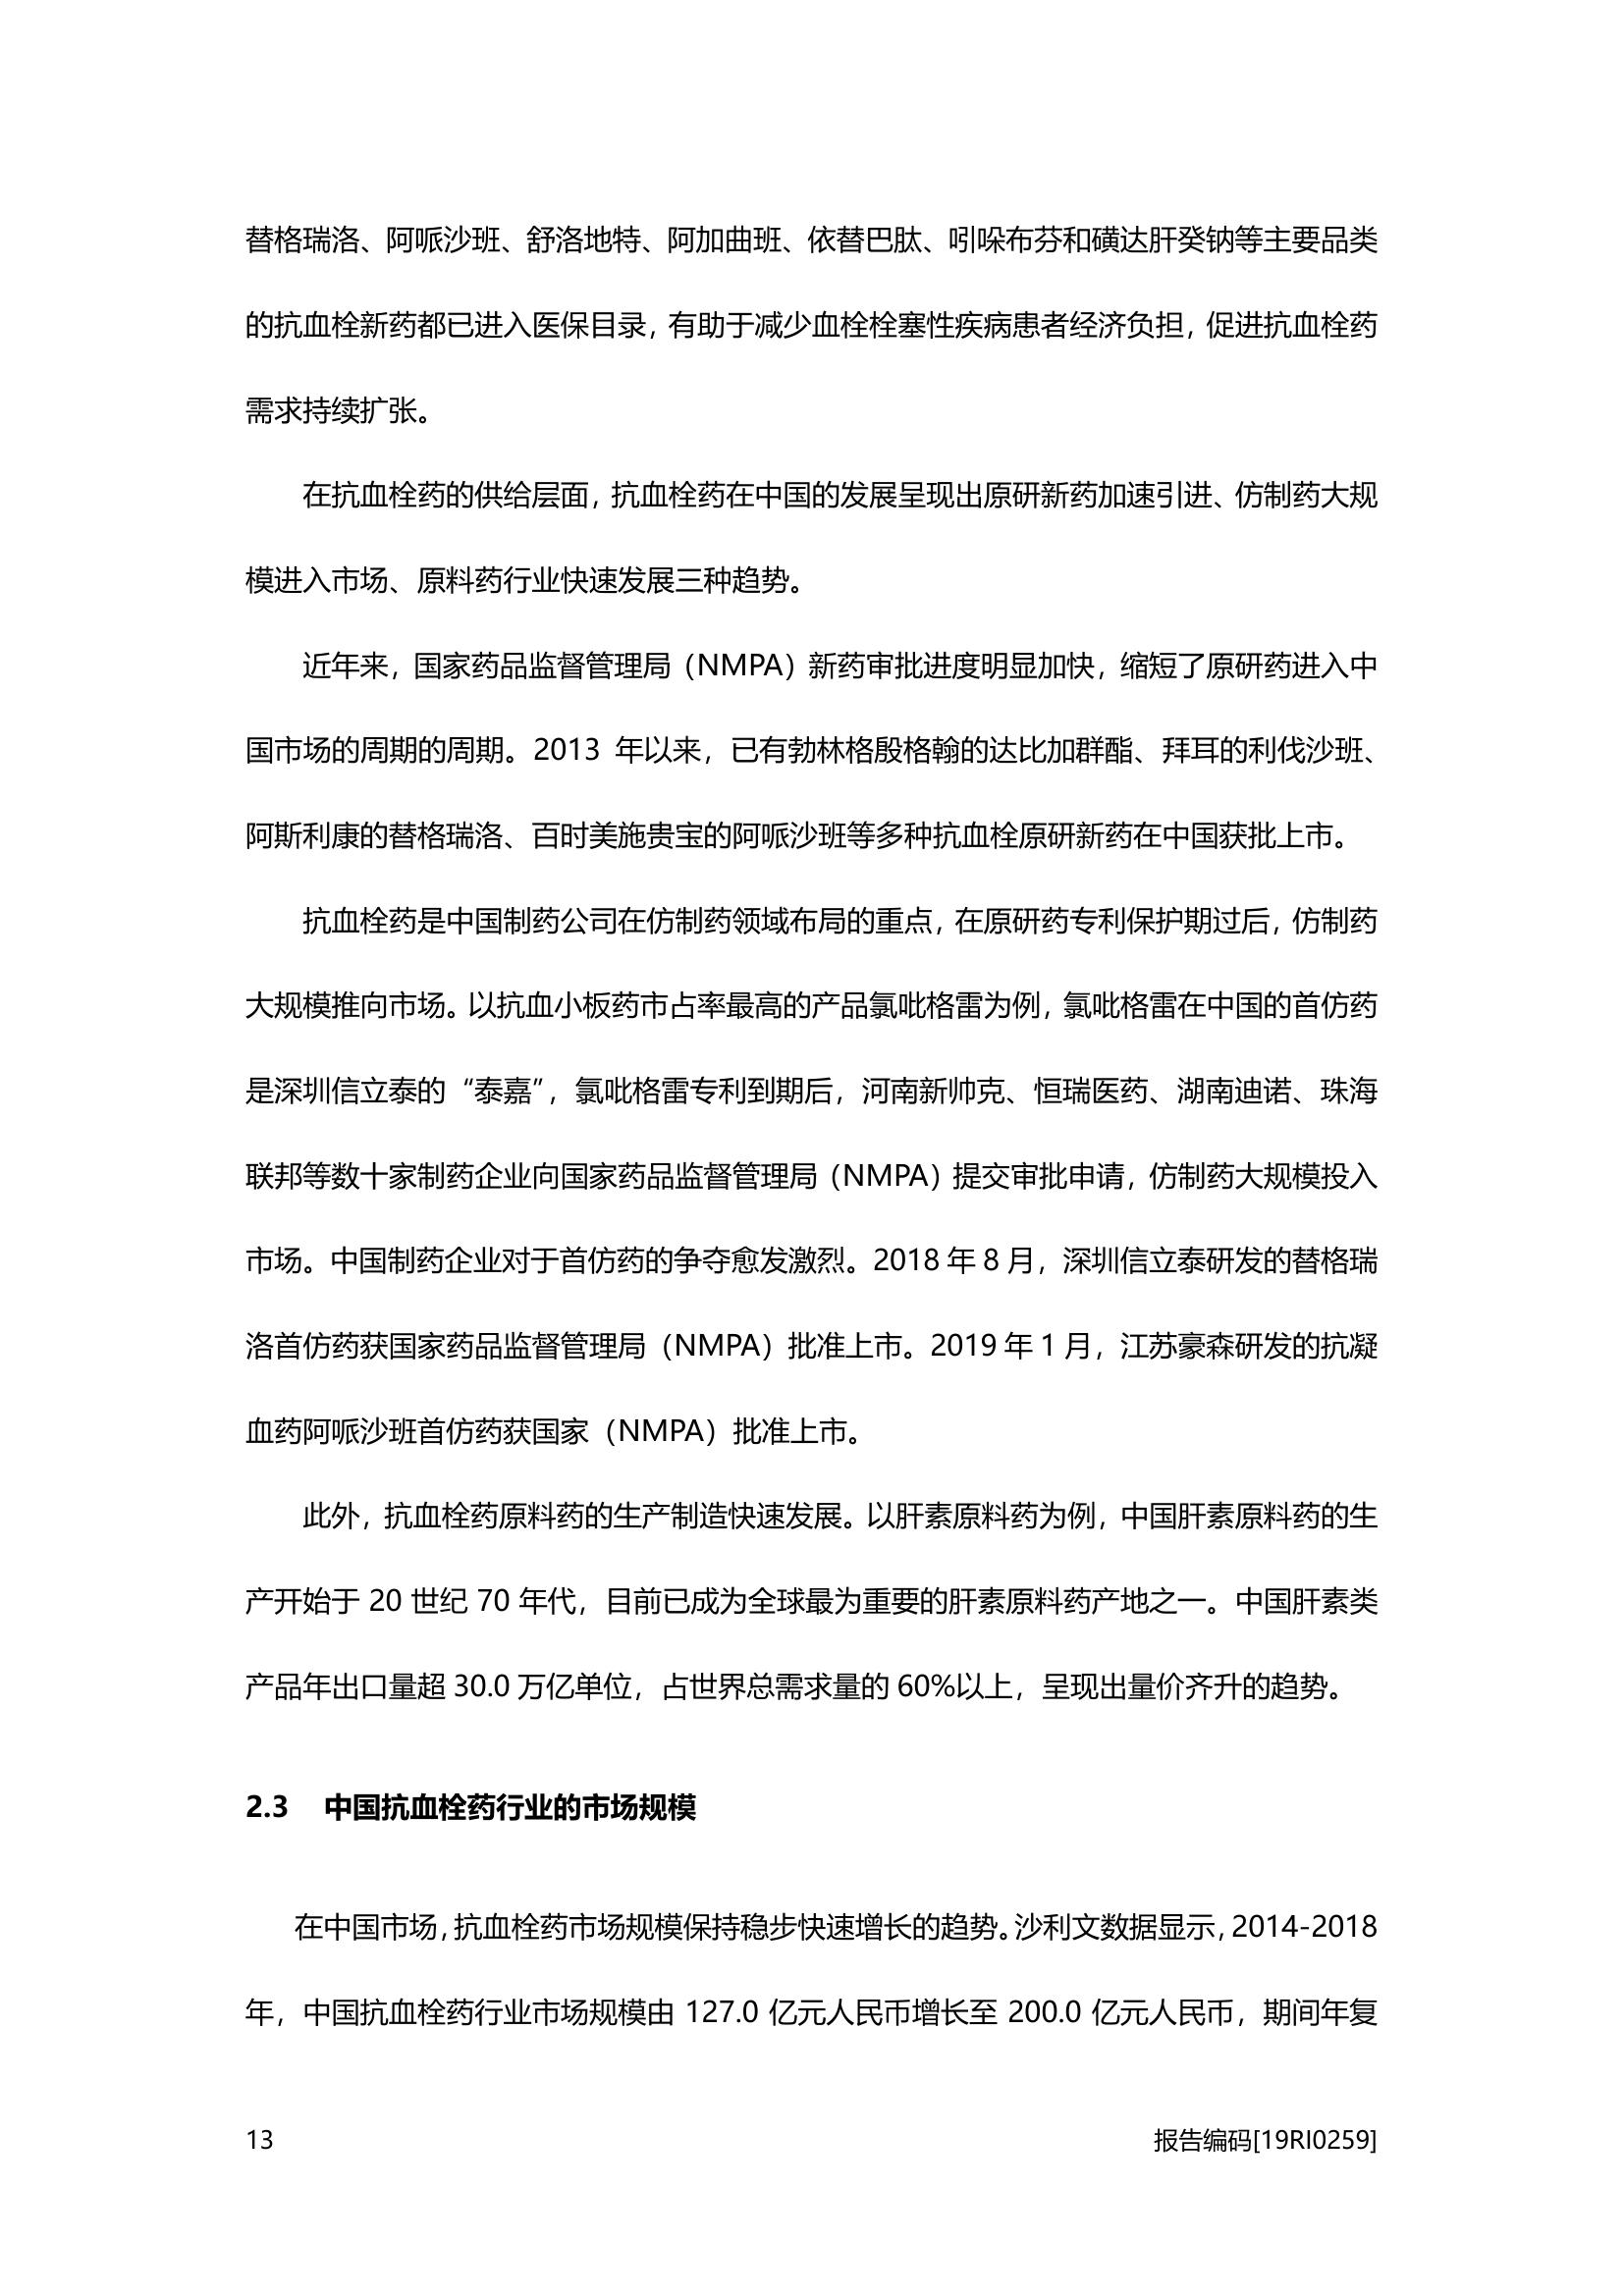 替格瑞洛、阿哌沙班、舒洛地特、阿加曲班、依替巴肽、吲哚布芬和磺达肝癸钠等主要品类
的抗血栓新药都已进入医保目录，有助于减少血栓栓塞性疾病患者经济负担，促进抗血栓药
需求持续扩张。
在抗血栓药的供给层面，抗血栓药在中国的发展呈现出原研新药加速引进、仿制药大规
模进入市场、原料药行业快速发展三种趋势。
近年来，国家药品监督管理局（NMPA）新药审批进度明显加快，缩短了原研药进入中
国市场的周期的周期。2013 年以来，已有勃林格殷格翰的达比加群酯、拜耳的利伐沙班、
阿斯利康的替格瑞洛、百时美施贵宝的阿哌沙班等多种抗血栓原研新药在中国获批上市。
抗血栓药是中国制药公司在仿制药领域布局的重点，在原研药专利保护期过后，仿制药
大规模推向市场。以抗血小板药市占率最高的产品氯吡格雷为例，氯吡格雷在中国的首仿药
是深圳信立泰的“泰嘉”，氯吡格雷专利到期后，河南新帅克、恒瑞医药、湖南迪诺、珠海
联邦等数十家制药企业向国家药品监督管理局（NMPA）提交审批申请，仿制药大规模投入
市场。中国制药企业对于首仿药的争夺愈发激烈。2018 年 8 月，深圳信立泰研发的替格瑞
洛首仿药获国家药品监督管理局（NMPA）批准上市。2019 年 1 月，江苏豪森研发的抗凝
血药阿哌沙班首仿药获国家（NMPA）批准上市。
此外，抗血栓药原料药的生产制造快速发展。以肝素原料药为例，中国肝素原料药的生
产开始于 20 世纪 70 年代，目前已成为全球最为重要的肝素原料药产地之一。中国肝素类
产品年出口量超 30.0 万亿单位，占世界总需求量的 60%以上，呈现出量价齐升的趋势。
2.3 中国抗血栓药行业的市场规模
在中国市场，抗血栓药市场规模保持稳步快速增长的趋势。沙利文数据显示，2014-2018
年，中国抗血栓药行业市场规模由 127.0 亿元人民币增长至 200.0 亿元人民币，期间年复
13 报告编码[19RI0259]